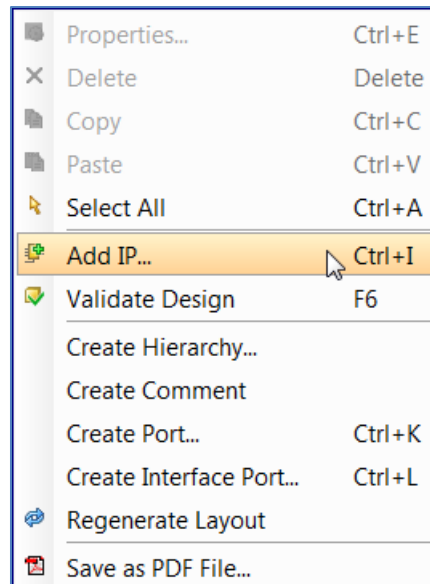 Properties... Ctrl+E
Delete Delete
Copy Ctrl+C
Paste Ctrl+V
Select All Ctrl+A
Add IP... Ctrl+I
Validate Design F6
Create Hierarchy...
Create Comment
Create Port... Ctrl+K
Create Interface Port... Ctrl+L
Regenerate Layout
Save as PDF File...